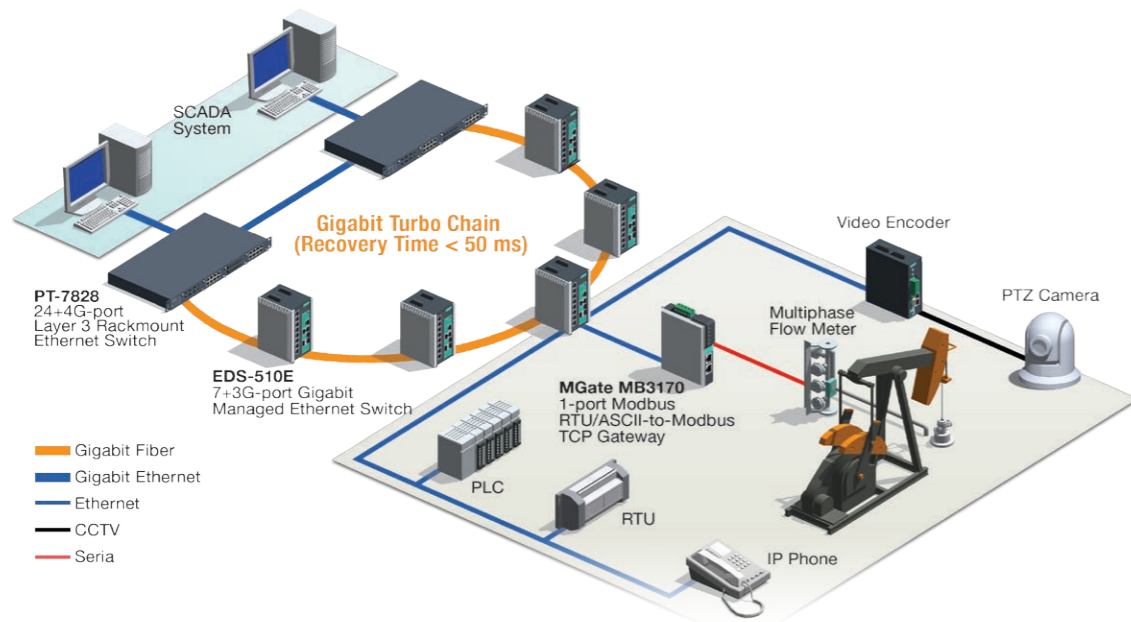 SCADA
System
Gigabit Turbo Chain
(Recovery Time < 50 ms)
Video Encoder
PTZ Camera
Multiphase
Flow Meter
PT-7828
24+4G-port
Layer 3 Rackmount
Ethernet Switch
EDS-510E
7+3G-port Gigabit
Managed Ethernet Switch
MGate MB3170
1-port Modbus
RTU/ASCII-to-Modbus
TCP Gateway
PLC
RTU
IP Phone
Gigabit Fiber
Gigabit Ethernet
Ethernet
CCTV
Seria